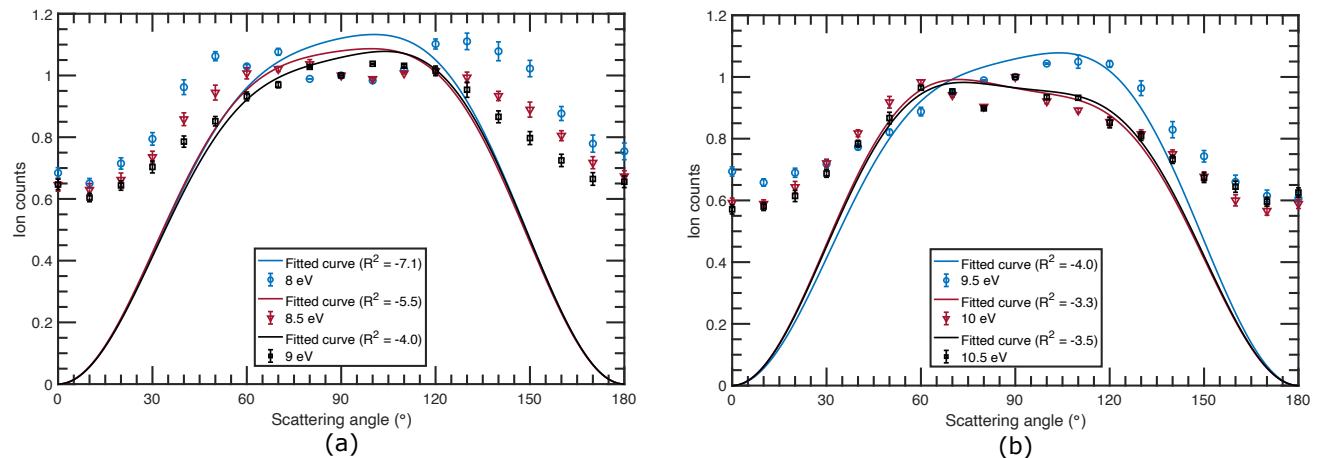 1.2
1
0.8
0.6
0.4
0.2
0
Ion counts
Fitted curve (R² = -7.1)
8 eV
Fitted curve (R² = -5.5)
8.5 eV
Fitted curve (R² = -4.0)
9 eV
0 30 60 90 120 150 180
Scattering angle (°)
(a)
1.2
1
0.8
0.6
0.4
0.2
0
Ion counts
Fitted curve (R² = -4.0)
9.5 eV
Fitted curve (R² = -3.3)
10 eV
Fitted curve (R² = -3.5)
10.5 eV
0 30 60 90 120 150 180
Scattering angle (°)
(b)